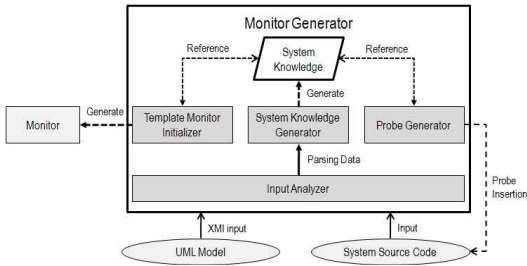 Monitor Generator
Reference
System
Knowledge
Reference
Generate
Generate
Monitor
Template Monitor
Initializer
System Knowledge
Generator
Probe Generator
Parsing Data
Input Analyzer
Probe
Insertion
XMI input
Input
UML Model
System Source Code